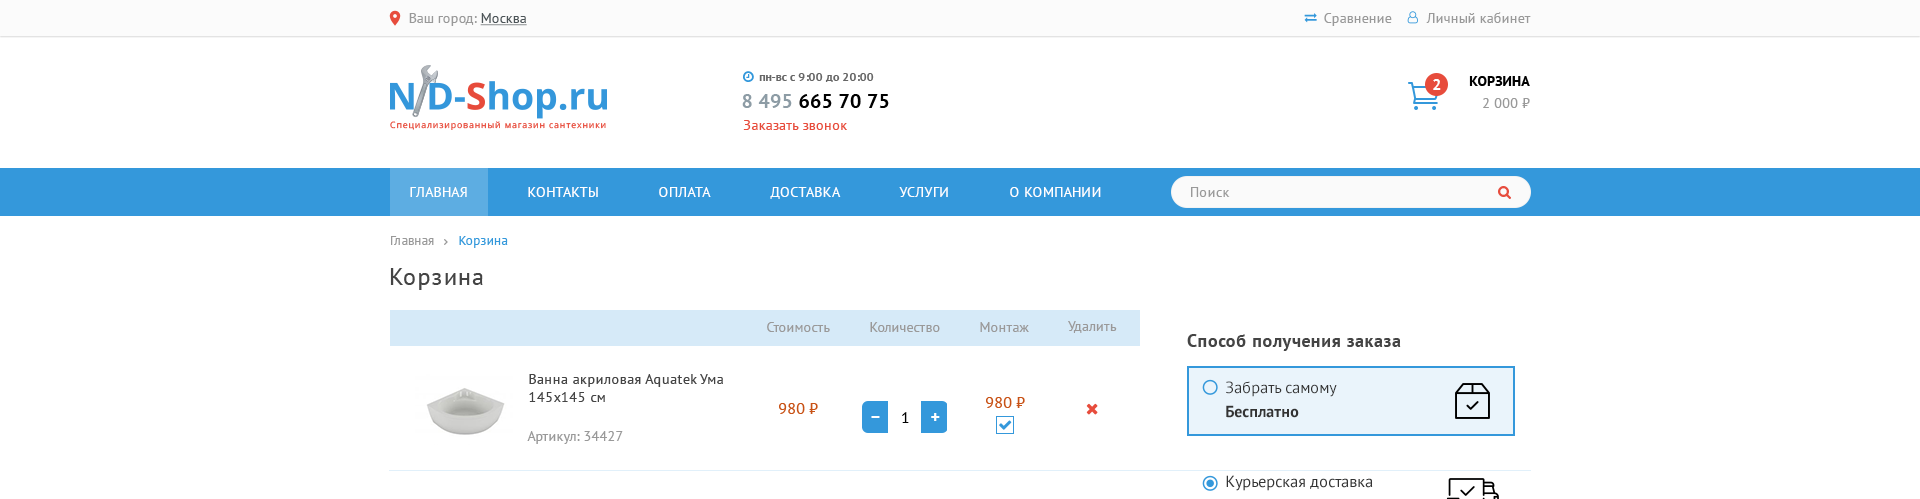 Ваш город: Москва
Сравнение
Личный кабинет
N/D-Shop.ru
Специализированный магазин сантехники
пн-вс с 9:00 до 20:00
8 495 665 70 75
Заказать звонок
2
КОРЗИНА
2 000 ₽
ГЛАВНАЯ КОНТАКТЫ ОПЛАТА ДОСТАВКА УСЛУГИ О КОМПАНИИ Поиск
Главная › Корзина
Корзина
Стоимость Количество Монтаж Удалить
Ванна акриловая Aquatek Ума
145x145 см
Артикул: 34427
980 ₽
− 1 +
980 ₽
Способ получения заказа
Забрать самому
Бесплатно
Курьерская доставка